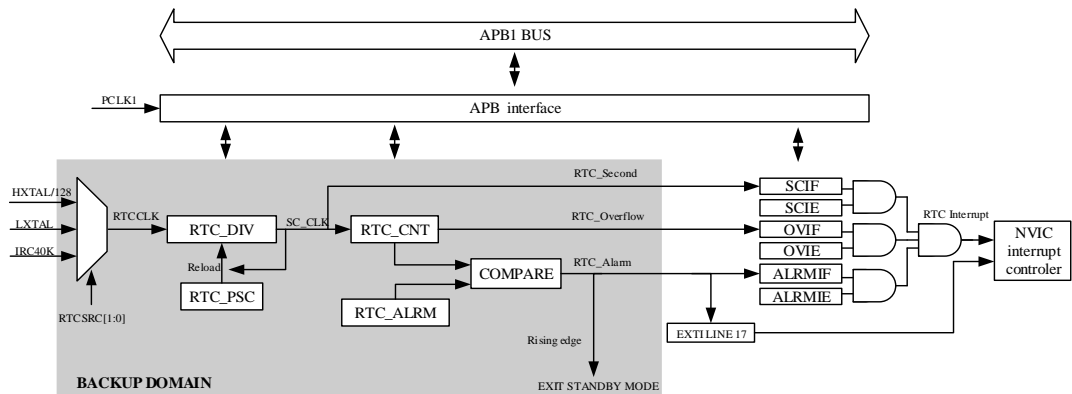 APB1 BUS
PCLK1
APB interface
HXTAL/128
LXTAL
IRC40K
RTCCLK
RTCSRC[1:0]
RTC_DIV
Reload
RTC_PSC
SC_CLK
RTC_CNT
RTC_ALRM
COMPARE
RTC_Second
RTC_Overflow
RTC_Alarm
Rising edge
EXIT STANDBY MODE
BACKUP DOMAIN
SCIF
SCIE
OVIF
OVIE
ALRMIF
ALRMIE
EXTI LINE 17
RTC Interrupt
NVIC
interrupt
controler